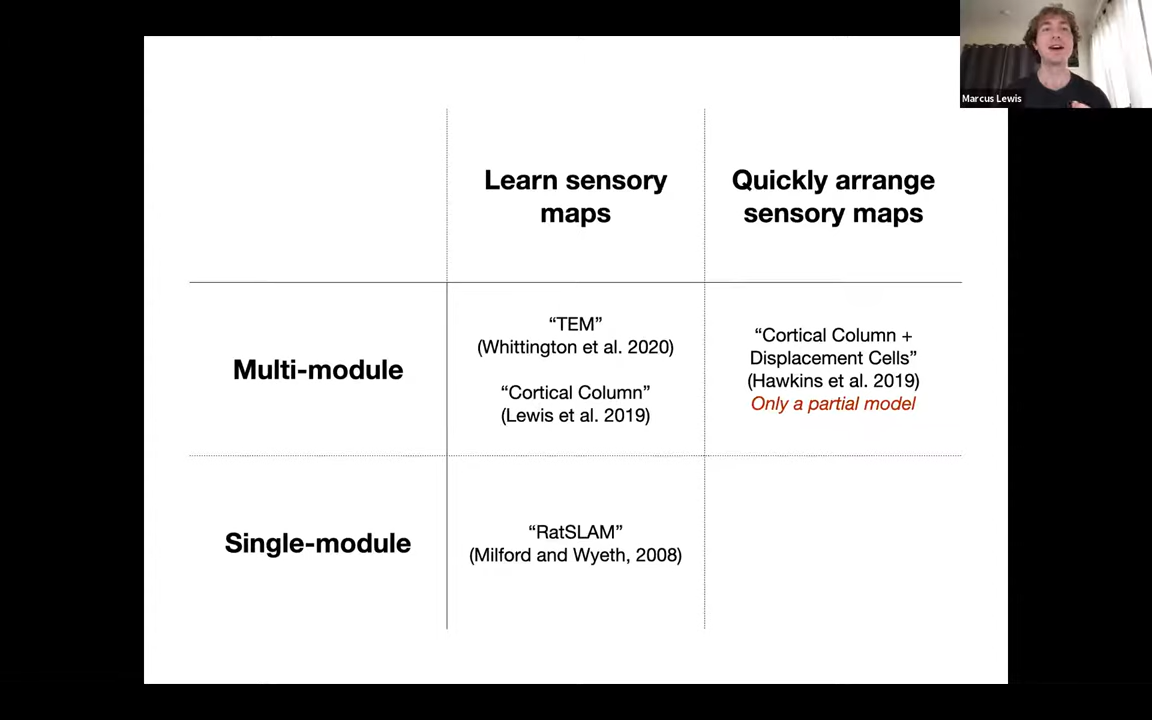 Marcus Lewis
Learn sensory
maps
Quickly arrange
sensory maps
Multi-module
“TEM”
(Whittington et al. 2020)
“Cortical Column”
(Lewis et al. 2019)
“Cortical Column +
Displacement Cells”
(Hawkins et al. 2019)
Only a partial model
Single-module
“RatSLAM”
(Milford and Wyeth, 2008)